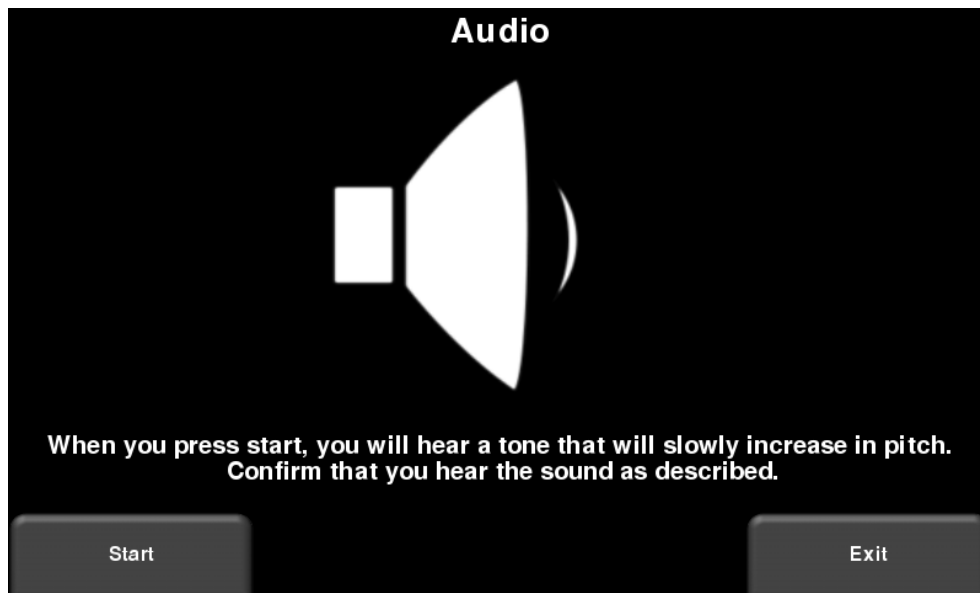 Audio
When you press start, you will hear a tone that will slowly increase in pitch.
Confirm that you hear the sound as described.
Start
Exit